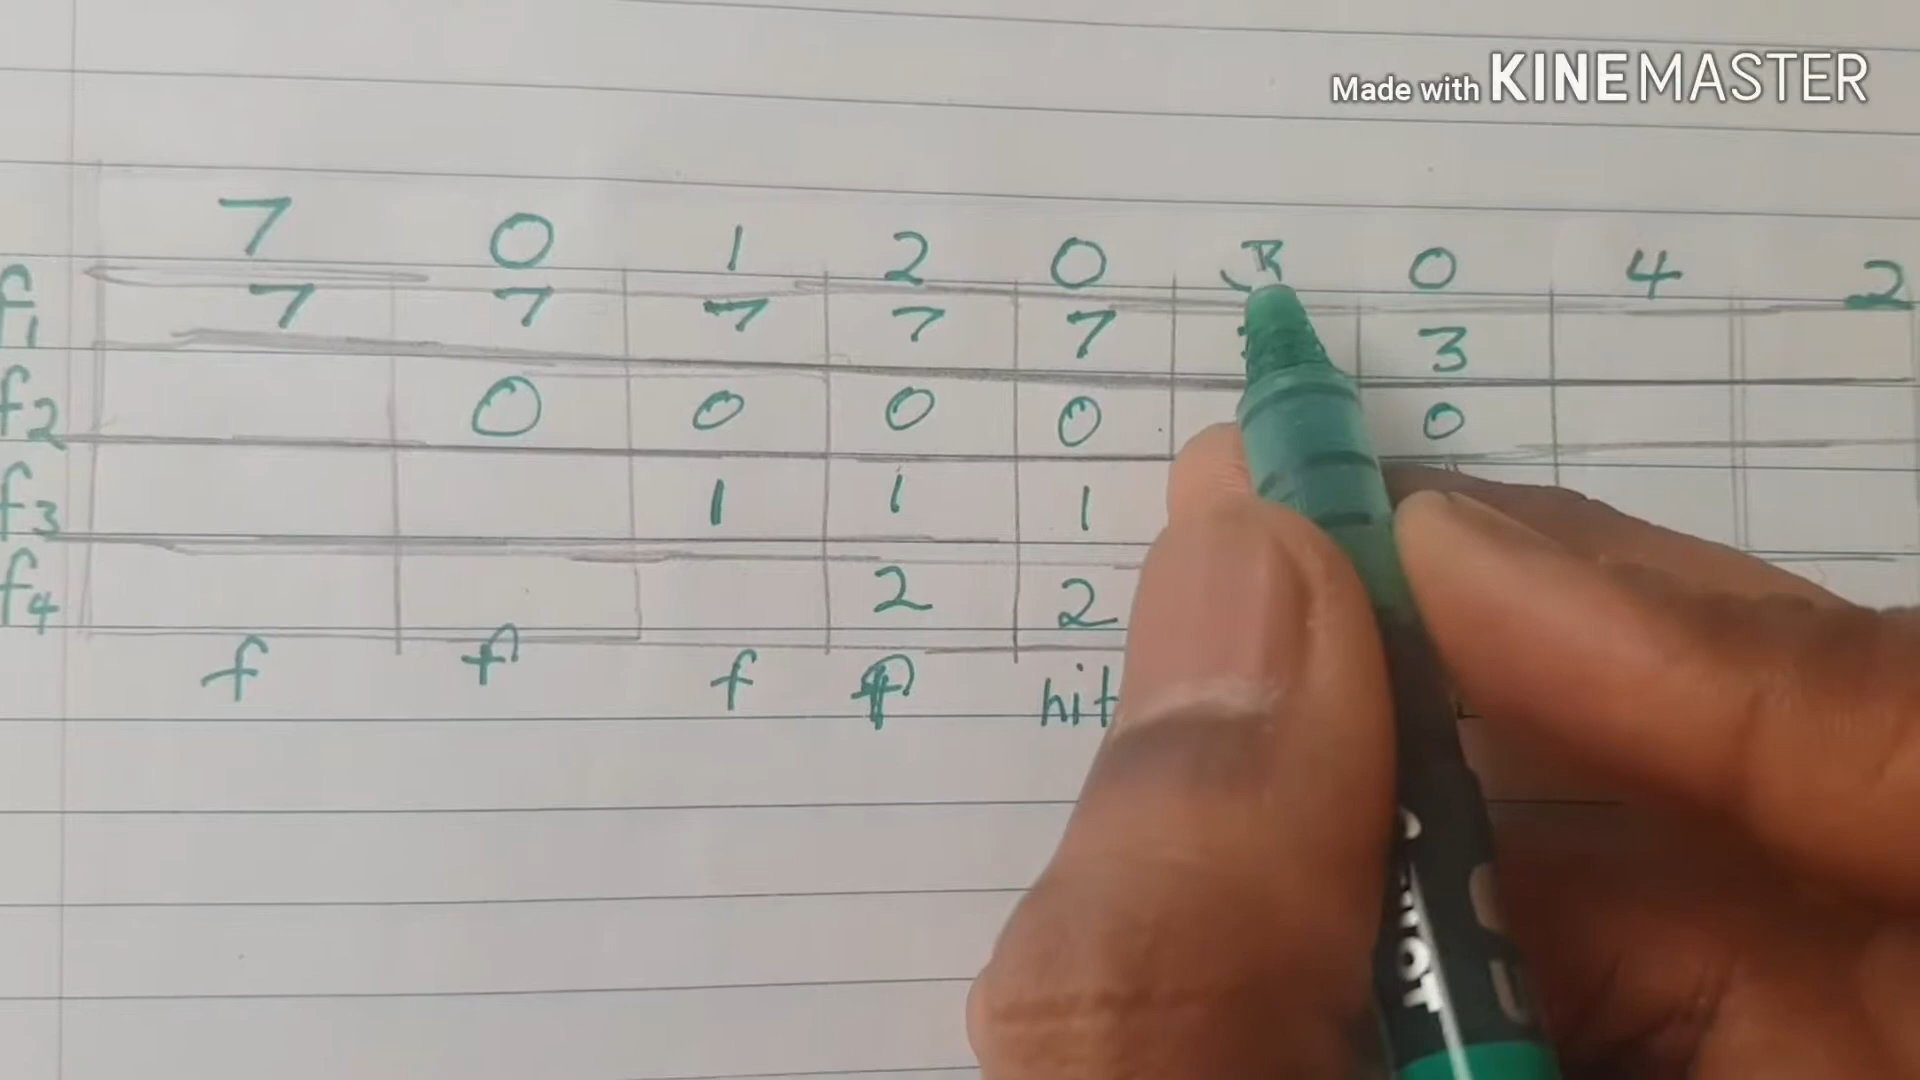 Made with KINEMASTER
7 0 1 2 0 3 0 4 2
f1 7 7 7 7 7 3
f2 0 0 0 0 0
f3 1 1 1
f4 2 2
f f f f hit